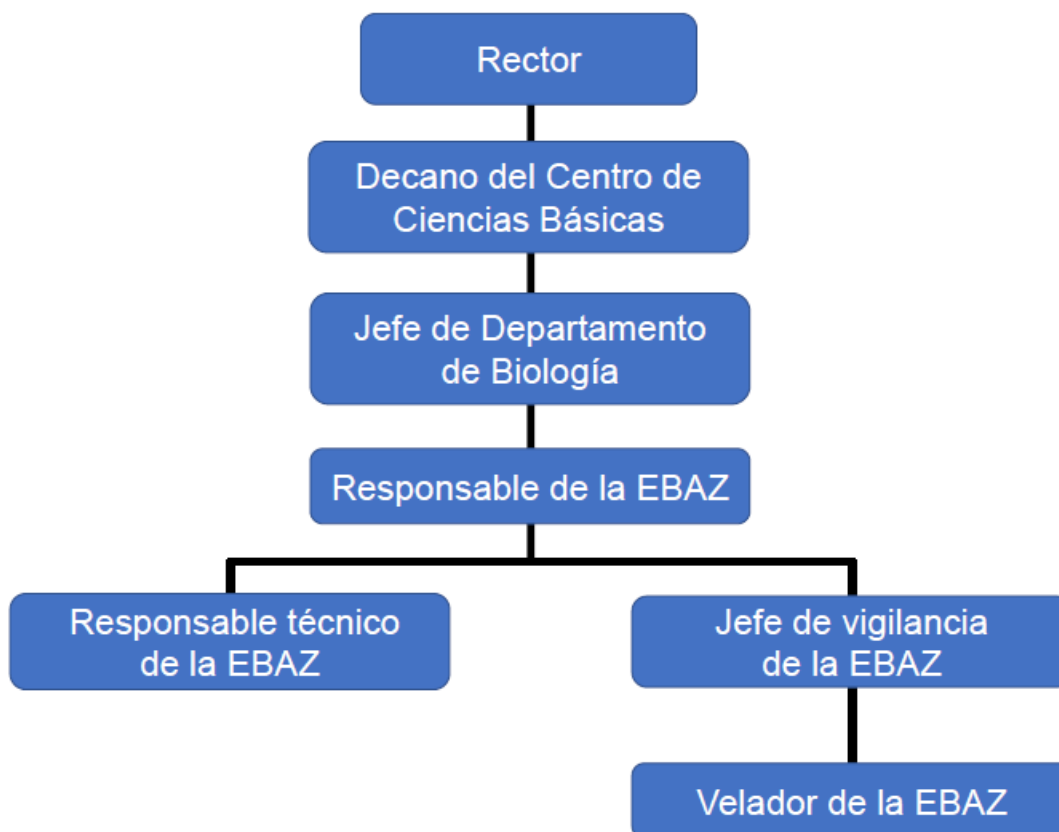 Rector
Decano del Centro de
Ciencias Básicas
Jefe de Departamento
de Biología
Responsable de la EBAZ
Responsable técnico
de la EBAZ
Jefe de vigilancia
de la EBAZ
Velador de la EBAZ